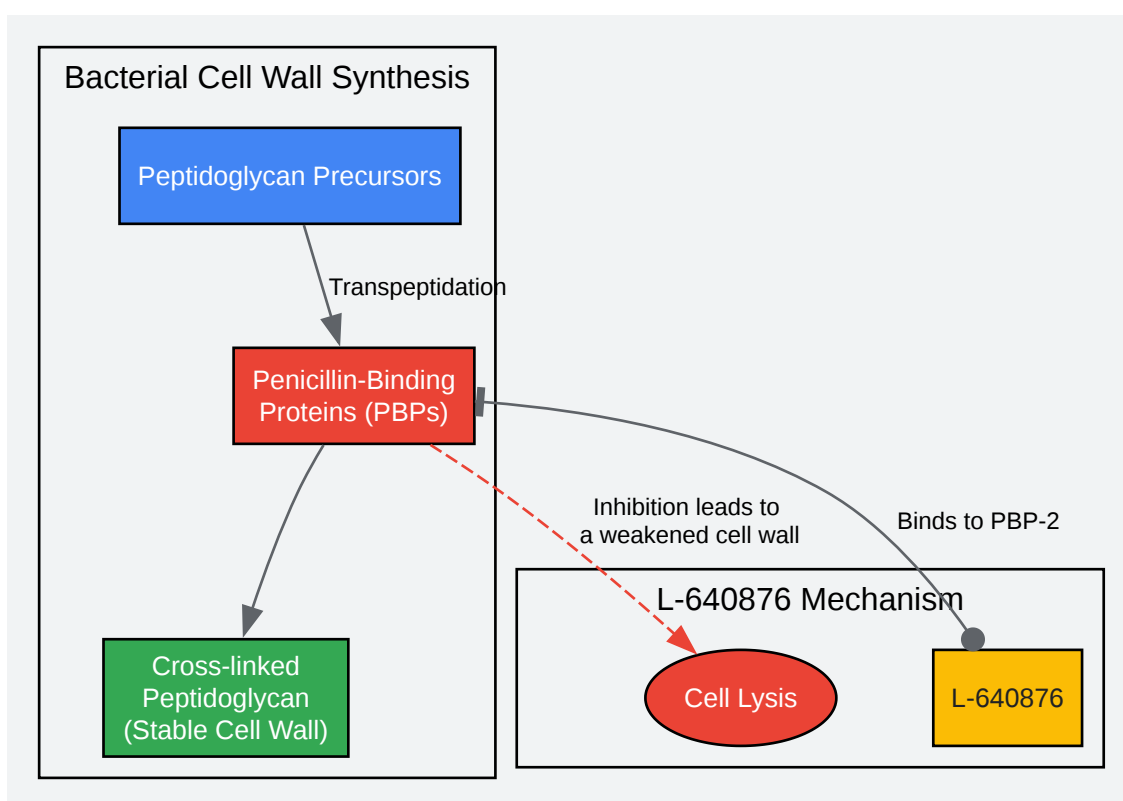 Bacterial Cell Wall Synthesis
Peptidoglycan Precursors
Transpeptidation
Penicillin-Binding
Proteins (PBPs)
Inhibition leads to
a weakened cell wall
Binds to PBP-2
L-640876 Mechanism
Cross-linked
Peptidoglycan
(Stable Cell Wall)
Cell Lysis
L-640876